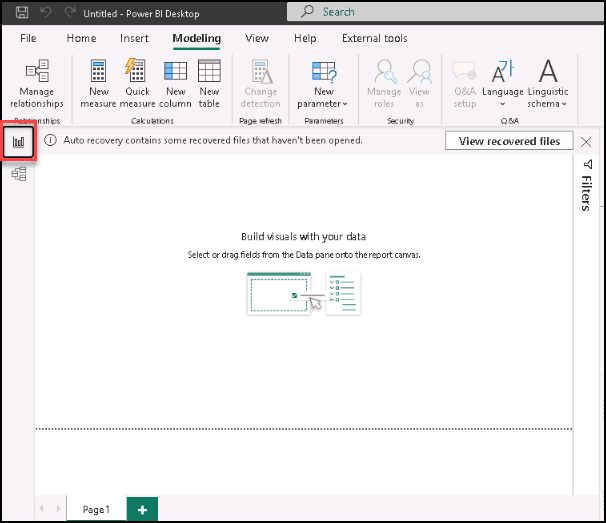 Untitled - Power BI Desktop
Search
File Home Insert Modeling View Help External tools
Manage relationships
New measure
Quick measure
New column
New table
Change detection
New parameter
Manage roles
View as
Q&A setup
Language
Linguistic schema
Relationships Calculations Page refresh Parameters Security Q&A
Auto recovery contains some recovered files that haven't been opened.
View recovered files
Filters
Build visuals with your data
Select or drag fields from the Data pane onto the report canvas.
Page1